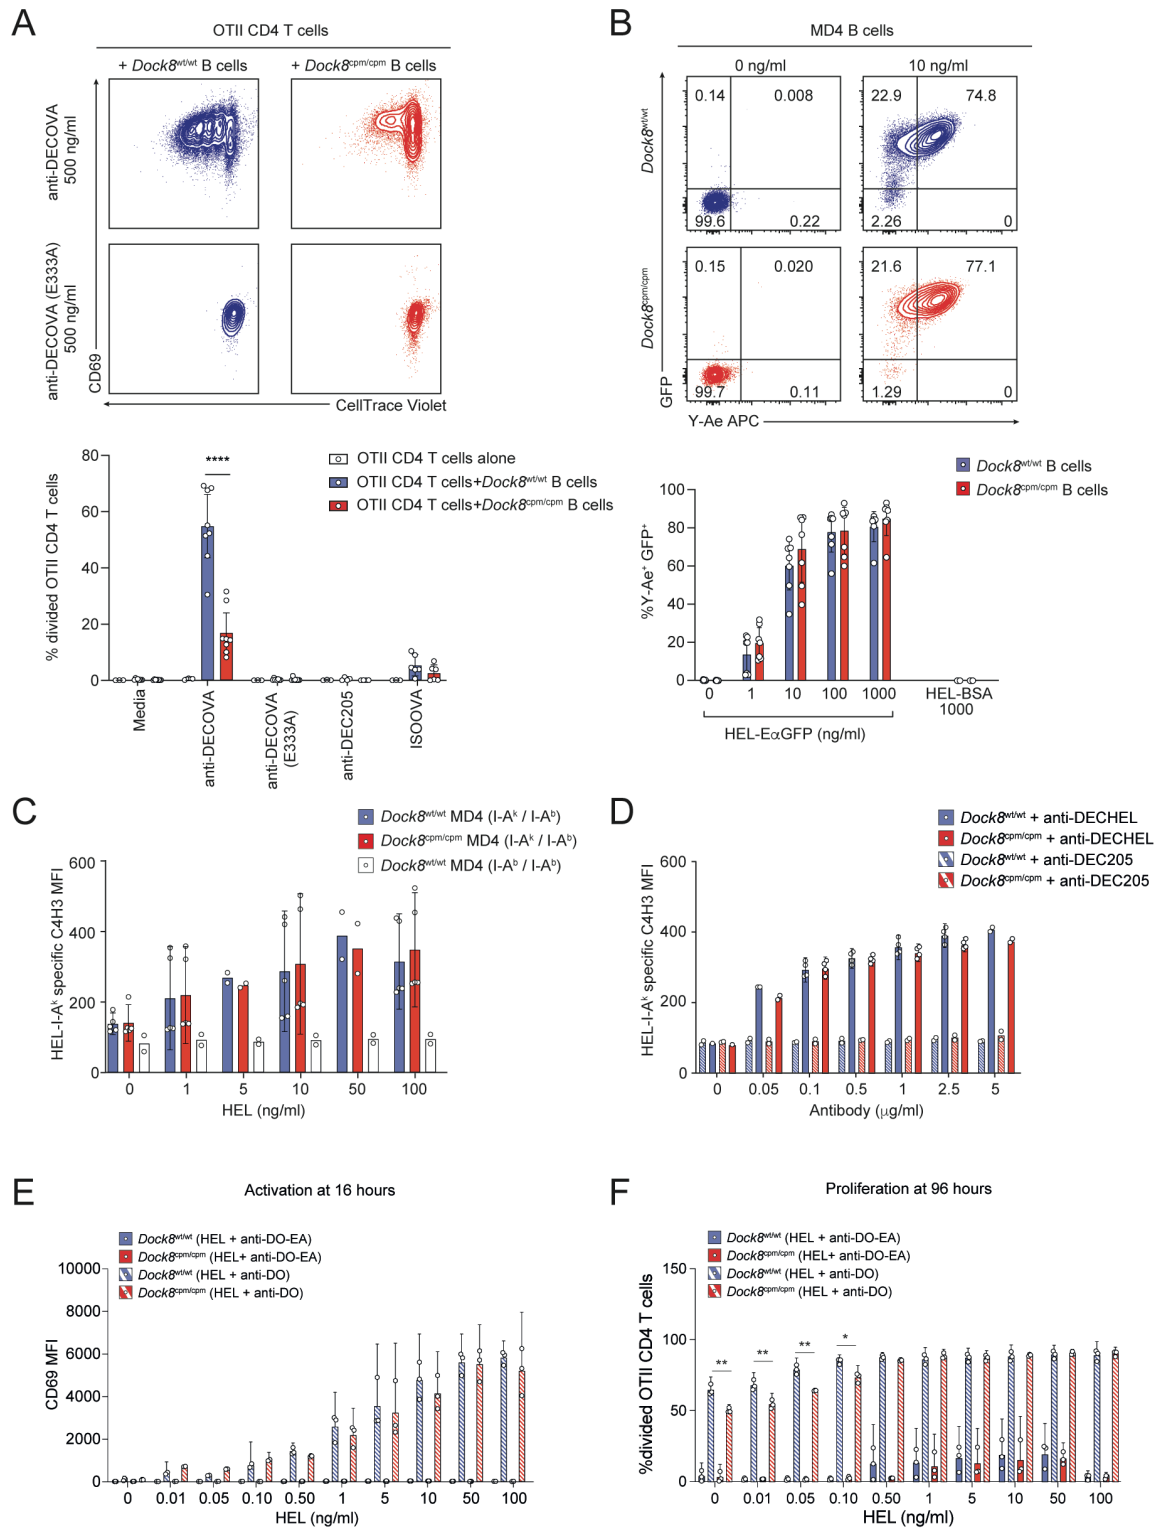 A
OTII CD4 T cells
+ Dock8wt/wt B cells
+ Dock8cpm/cpm B cells
anti-DECOVA
500 ng/ml
anti-DECOVA (E333A)
500 ng/ml
CD69
CellTrace Violet
OTII CD4 T cells alone
OTII CD4 T cells+Dock8wt/wt B cells
OTII CD4 T cells+Dock8cpm/cpm B cells
% divided OTII CD4 T cells
80
60
40
20
0
****
Media
anti-DECOVA
anti-DECOVA
(E333A)
anti-DEC205
ISOOVA
B
MD4 B cells
0 ng/ml
10 ng/ml
Dock8wt/wt
0.14
0.008
99.6
0.22
22.9
74.8
2.26
0
Dock8cpm/cpm
0.15
0.020
99.7
0.11
21.6
77.1
1.29
0
GFP
Y-Ae APC
Dock8wt/wt B cells
Dock8cpm/cpm B cells
%Y-Ae+ GFP+
100
80
60
40
20
0
0 1 10 100 1000
HEL-BSA
1000
HEL-EαGFP (ng/ml)
C
Dock8wt/wt MD4 (I-Ak / I-Ab)
Dock8cpm/cpm MD4 (I-Ak / I-Ab)
Dock8wt/wt MD4 (I-Ab / I-Ab)
HEL-I-Ak specific C4H3 MFI
600
400
200
0
0 1 5 10 50 100
HEL (ng/ml)
D
Dock8wt/wt + anti-DECHEL
Dock8cpm/cpm + anti-DECHEL
Dock8wt/wt + anti-DEC205
Dock8cpm/cpm + anti-DEC205
HEL-I-Ak specific C4H3 MFI
600
400
200
0
0 0.05 0.1 0.5 1 2.5 5
Antibody (μg/ml)
E
Activation at 16 hours
Dock8wt/wt (HEL + anti-DO-EA)
Dock8cpm/cpm (HEL+ anti-DO-EA)
Dock8wt/wt (HEL + anti-DO)
Dock8cpm/cpm (HEL + anti-DO)
CD69 MFI
10000
8000
6000
4000
2000
0
0 0.01 0.05 0.10 0.50 1 5 10 50 100
HEL (ng/ml)
F
Proliferation at 96 hours
Dock8wt/wt (HEL + anti-DO-EA)
Dock8cpm/cpm (HEL+ anti-DO-EA)
Dock8wt/wt (HEL + anti-DO)
Dock8cpm/cpm (HEL + anti-DO)
%divided OTII CD4 T cells
150
100
50
0
** ** ** *
0 0.01 0.05 0.10 0.50 1 5 10 50 100
HEL (ng/ml)